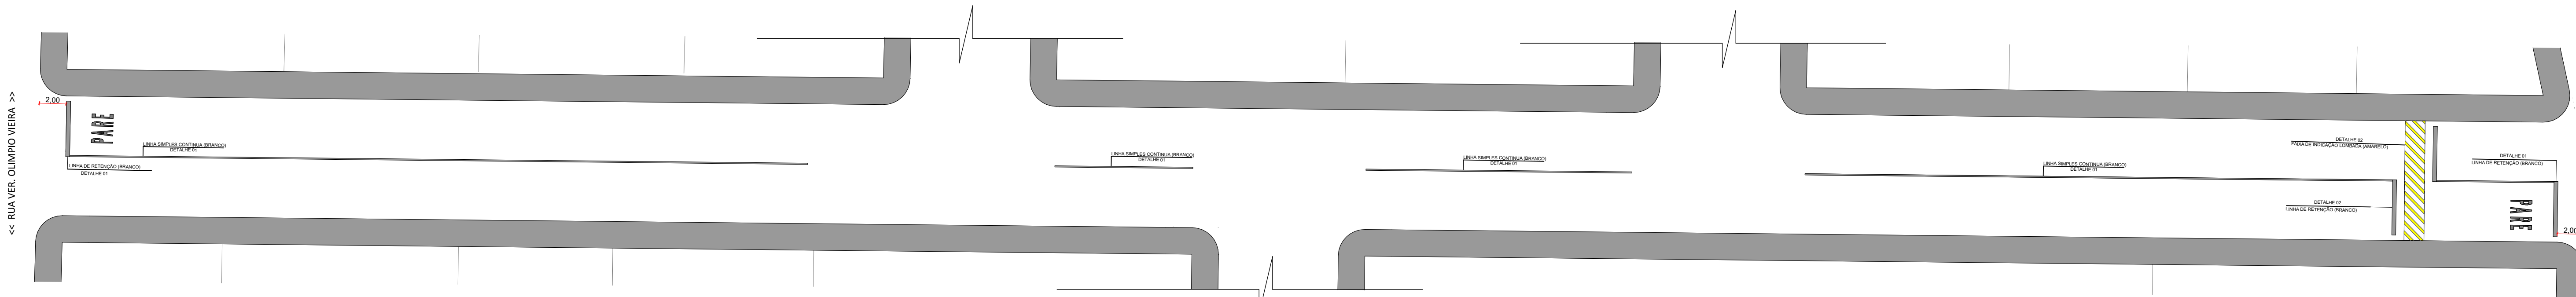 << RUA VER. OLIMPIO VIEIRA >>
2,00
PARE
LINHA SIMPLES CONTINUA (BRANCO)
DETALHE 01
LINHA DE RETENÇÃO (BRANCO)
DETALHE 01
LINHA SIMPLES CONTINUA (BRANCO)
DETALHE 01
LINHA SIMPLES CONTINUA (BRANCO)
DETALHE 01
LINHA SIMPLES CONTINUA (BRANCO)
DETALHE 01
DETALHE 02
FAIXA DE INDICAÇÃO LOMBADA (AMARELO)
DETALHE 02
LINHA DE RETENÇÃO (BRANCO)
DETALHE 01
LINHA DE RETENÇÃO (BRANCO)
PARE
2,00